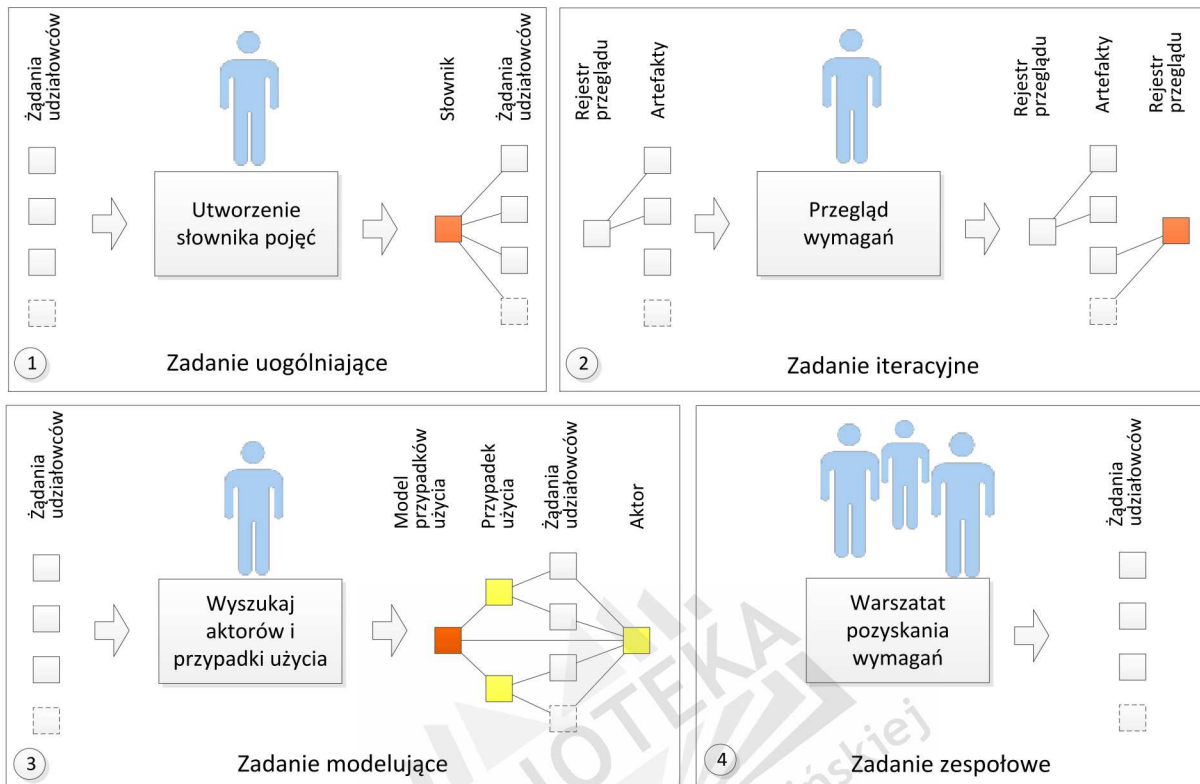 Żądania
udziałowców
Słownik
Żądania
udziałowców
Utworzenie
słownika pojęć
1
Zadanie uogólniające
Rejestr
przeglądu
Artefakty
Rejestr
przeglądu
Artefakty
Rejestr
przeglądu
Przegląd
wymagań
2
Zadanie iteracyjne
Żądania
udziałowców
Model
przypadków
użycia
Przypadek
użycia
Żądania
udziałowców
Aktor
Wyszukaj
aktorów i
przypadki użycia
3
Zadanie modelujące
Żądania
udziałowców
Warsztatat
pozyskania
wymagań
4
Zadanie zespołowe